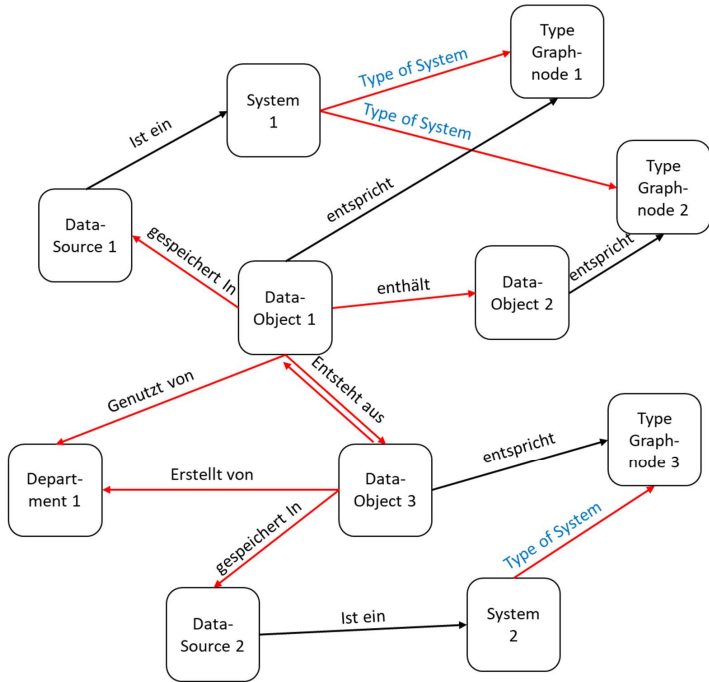 Type
Graph-
node 1
Type of System
System
1
Type of System
Ist ein
Type
Graph-
node 2
entspricht
Data-
Source 1
gespeichert In
entspricht
Data-
Object 1
enthält
Data-
Object 2
Entsteht aus
Genutzt von
Type
Graph-
node 3
entspricht
Depart-
ment 1
Erstellt von
Data-
Object 3
gespeichert In
Type of System
Data-
Source 2
Ist ein
System
2